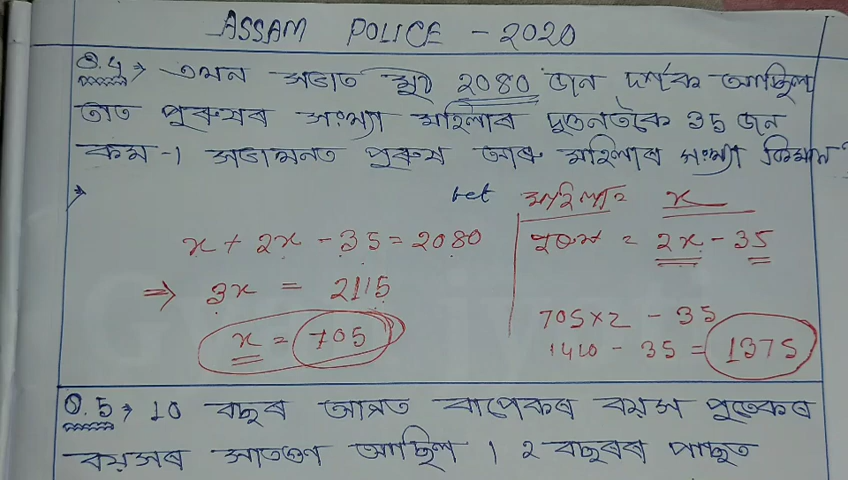 ASSAM POLICE - 2020
Q.4→ এখন সভাত মুঠ 2080 জন দৰ্শক আছিল
তাত পুৰুষৰ সংখ্যা মহিলাৰ দুগুনতকৈ 35 জন
কম। সভাখনত পুৰুষ আৰু মহিলাৰ সংখ্যা কিমান?
→ let মহিলা = x
x + 2x - 35 = 2080 পুৰুষ = 2x - 35
⇒ 3x = 2115
705×2 - 35
x = 705 1410 - 35 = 1375
Q.5→ 10 বছৰ আগত বাপেকৰ বয়স পুতেকৰ
বয়সৰ সাতগুন আছিল। 2 বছৰৰ পাছত